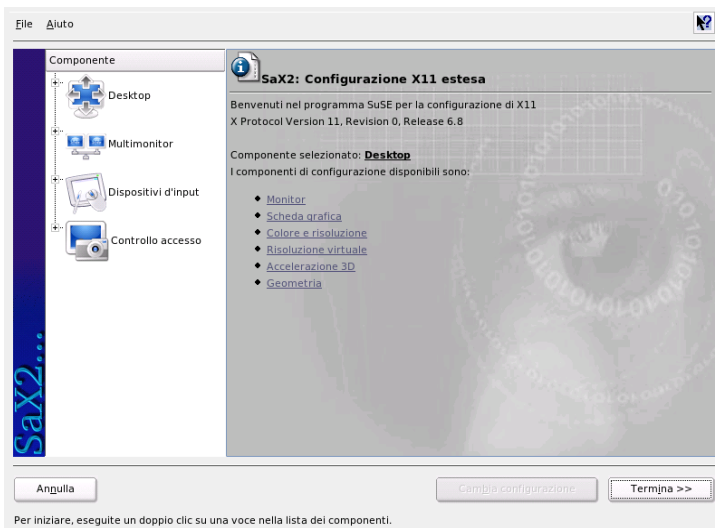 File Aiuto
Componente
Desktop
Multimonitor
Dispositivi d'input
Controllo accesso
SaX2...
SaX2: Configurazione X11 estesa
Benvenuti nel programma SuSE per la configurazione di X11
X Protocol Version 11, Revision 0, Release 6.8
Componente selezionato: Desktop
I componenti di configurazione disponibili sono:
Monitor
Scheda grafica
Colore e risoluzione
Risoluzione virtuale
Accelerazione 3D
Geometria
Annulla
Cambia configurazione
Termina >>
Per iniziare, eseguite un doppio clic su una voce nella lista dei componenti.